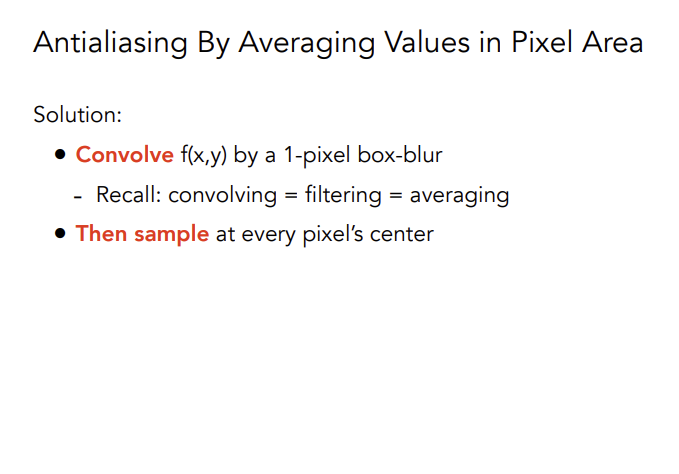 Antialiasing By Averaging Values in Pixel Area
Solution:
• Convolve f(x,y) by a 1-pixel box-blur
- Recall: convolving = filtering = averaging
• Then sample at every pixel’s center